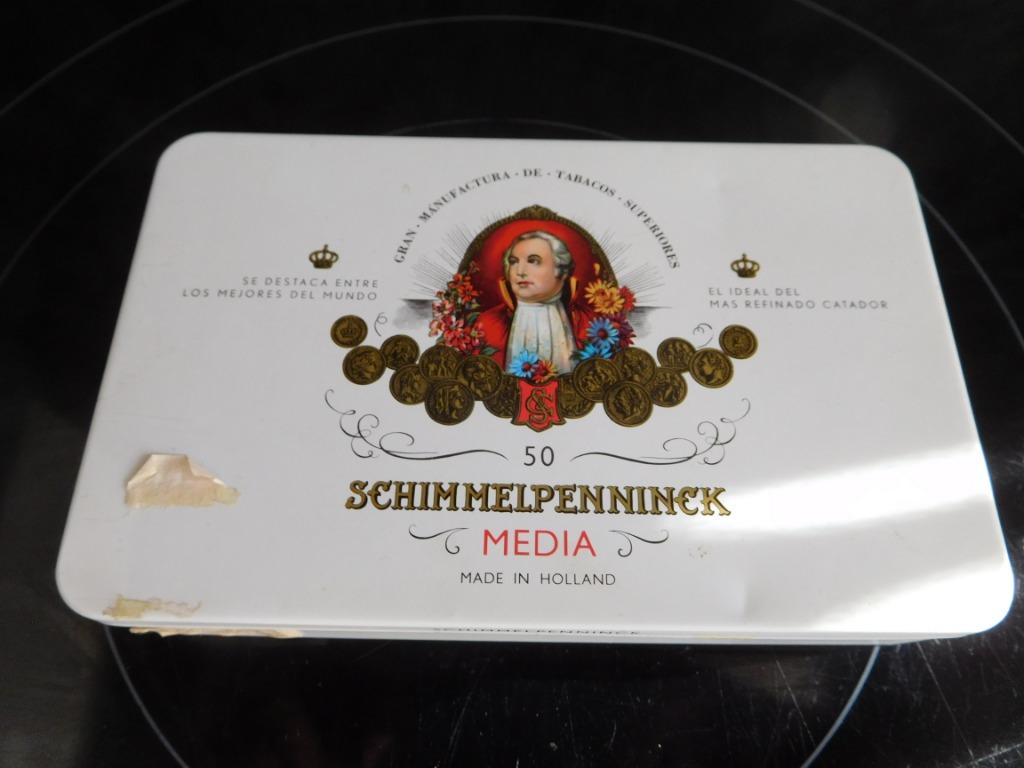 GRAN · MANUFACTURA · DE · TABACOS · SUPERIORES
SE DESTACA ENTRE
LOS MEJORES DEL MUNDO
EL IDEAL DEL
MAS REFINADO CATADOR
S
50
SCHIMMELPENNINCK
MEDIA
MADE IN HOLLAND
SCHIMMELPENNINCK